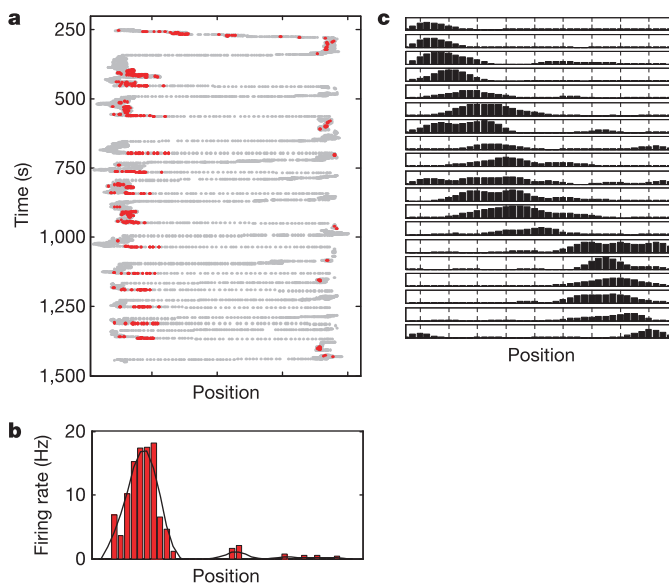 a
250
500
750
1,000
1,250
1,500
Time (s)
Position
b
20
10
0
Firing rate (Hz)
Position
c
Position